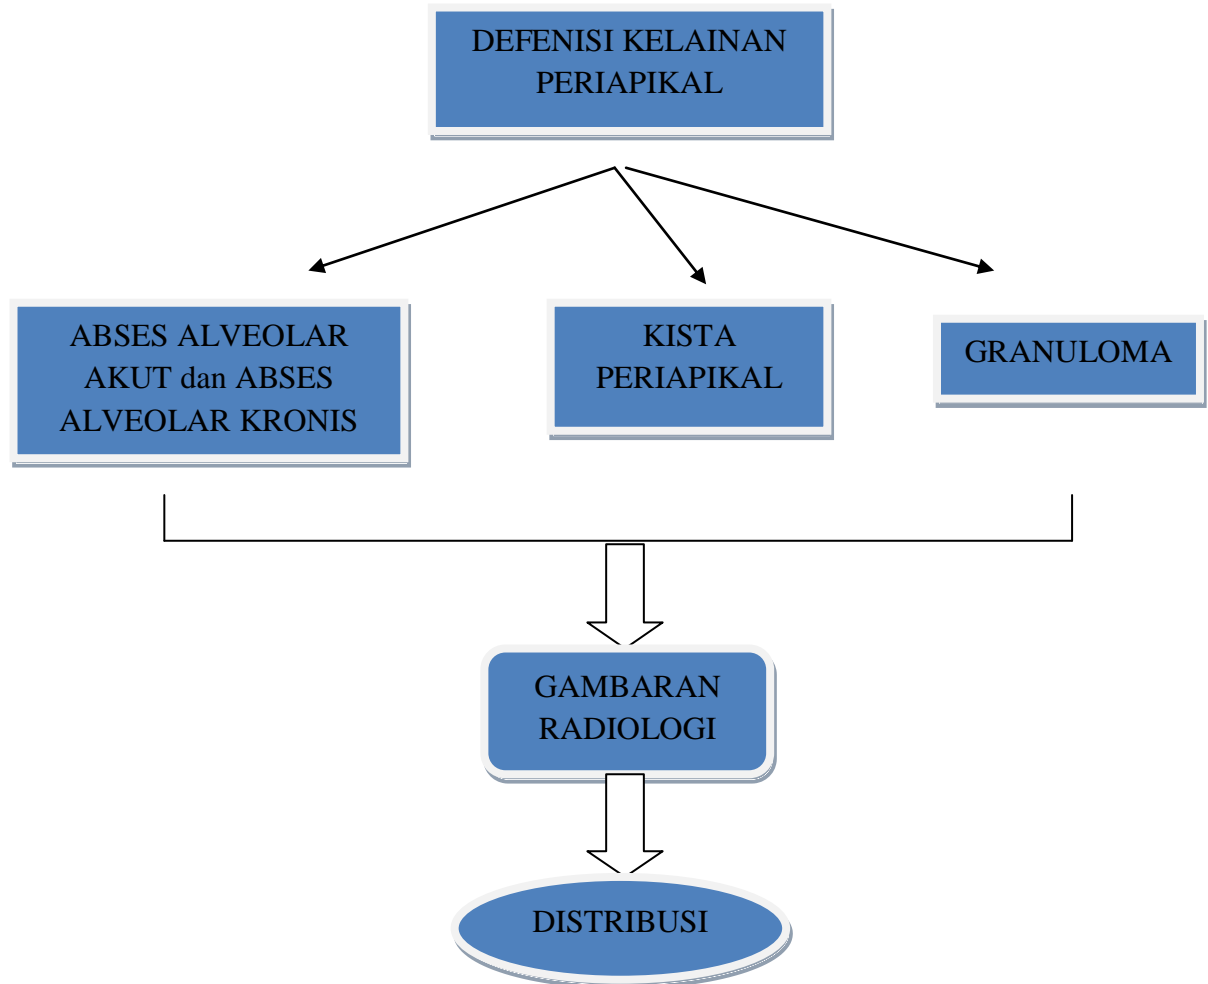 DEFENISI KELAINAN
PERIAPIKAL
ABSES ALVEOLAR
AKUT dan ABSES
ALVEOLAR KRONIS
KISTA
PERIAPIKAL
GRANULOMA
GAMBARAN
RADIOLOGI
DISTRIBUSI